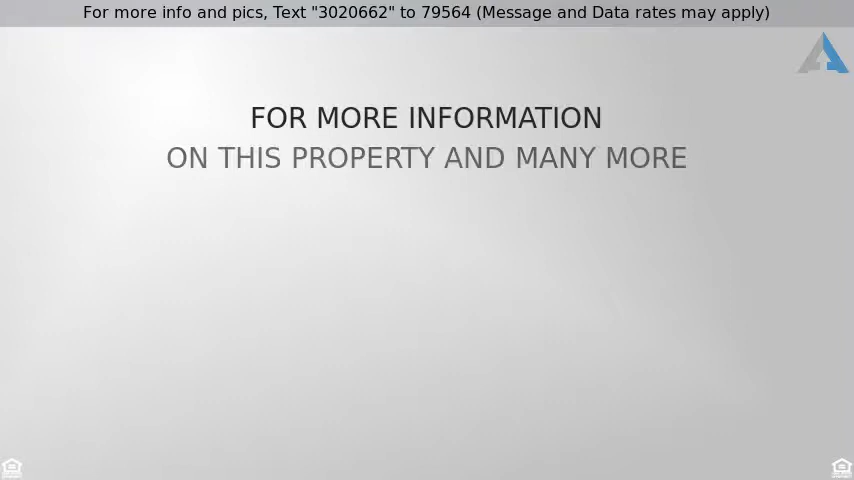 For more info and pics, Text "3020662" to 79564 (Message and Data rates may apply)
FOR MORE INFORMATION
ON THIS PROPERTY AND MANY MORE